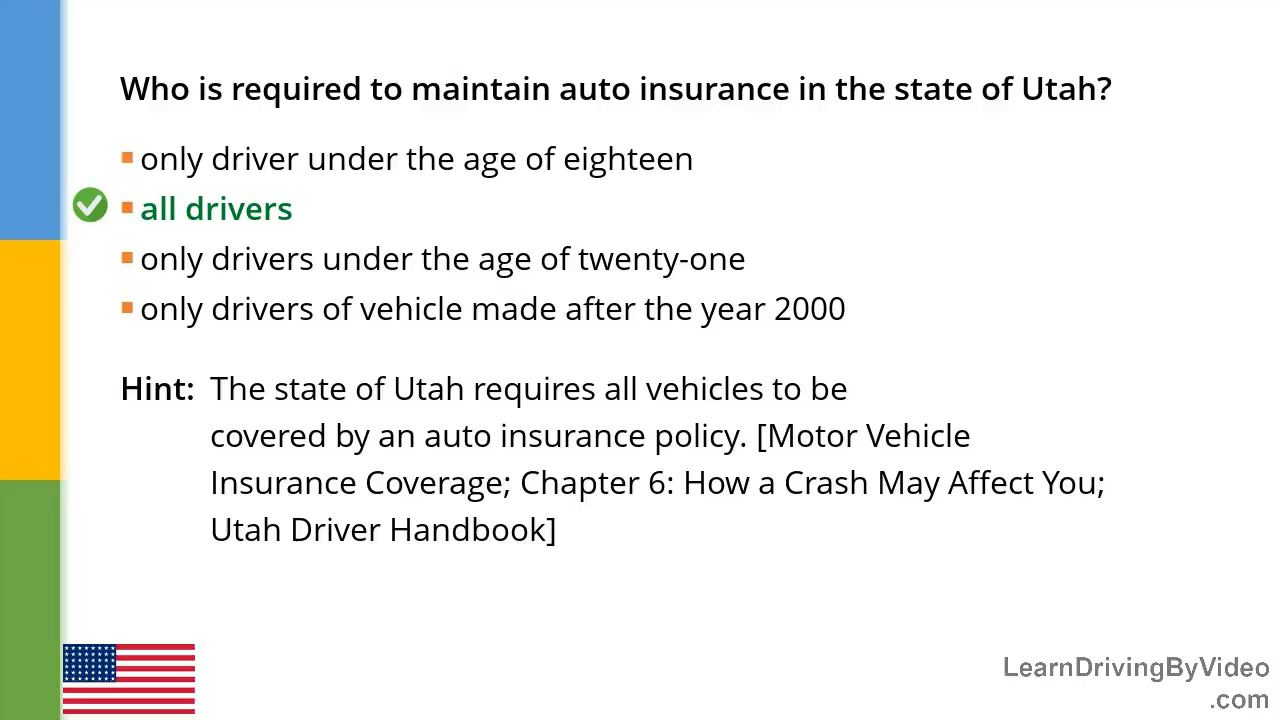 Who is required to maintain auto insurance in the state of Utah?
only driver under the age of eighteen
all drivers
only drivers under the age of twenty-one
only drivers of vehicle made after the year 2000
Hint: The state of Utah requires all vehicles to be
covered by an auto insurance policy. [Motor Vehicle
Insurance Coverage; Chapter 6: How a Crash May Affect You;
Utah Driver Handbook]
LearnDrivingByVideo
.com